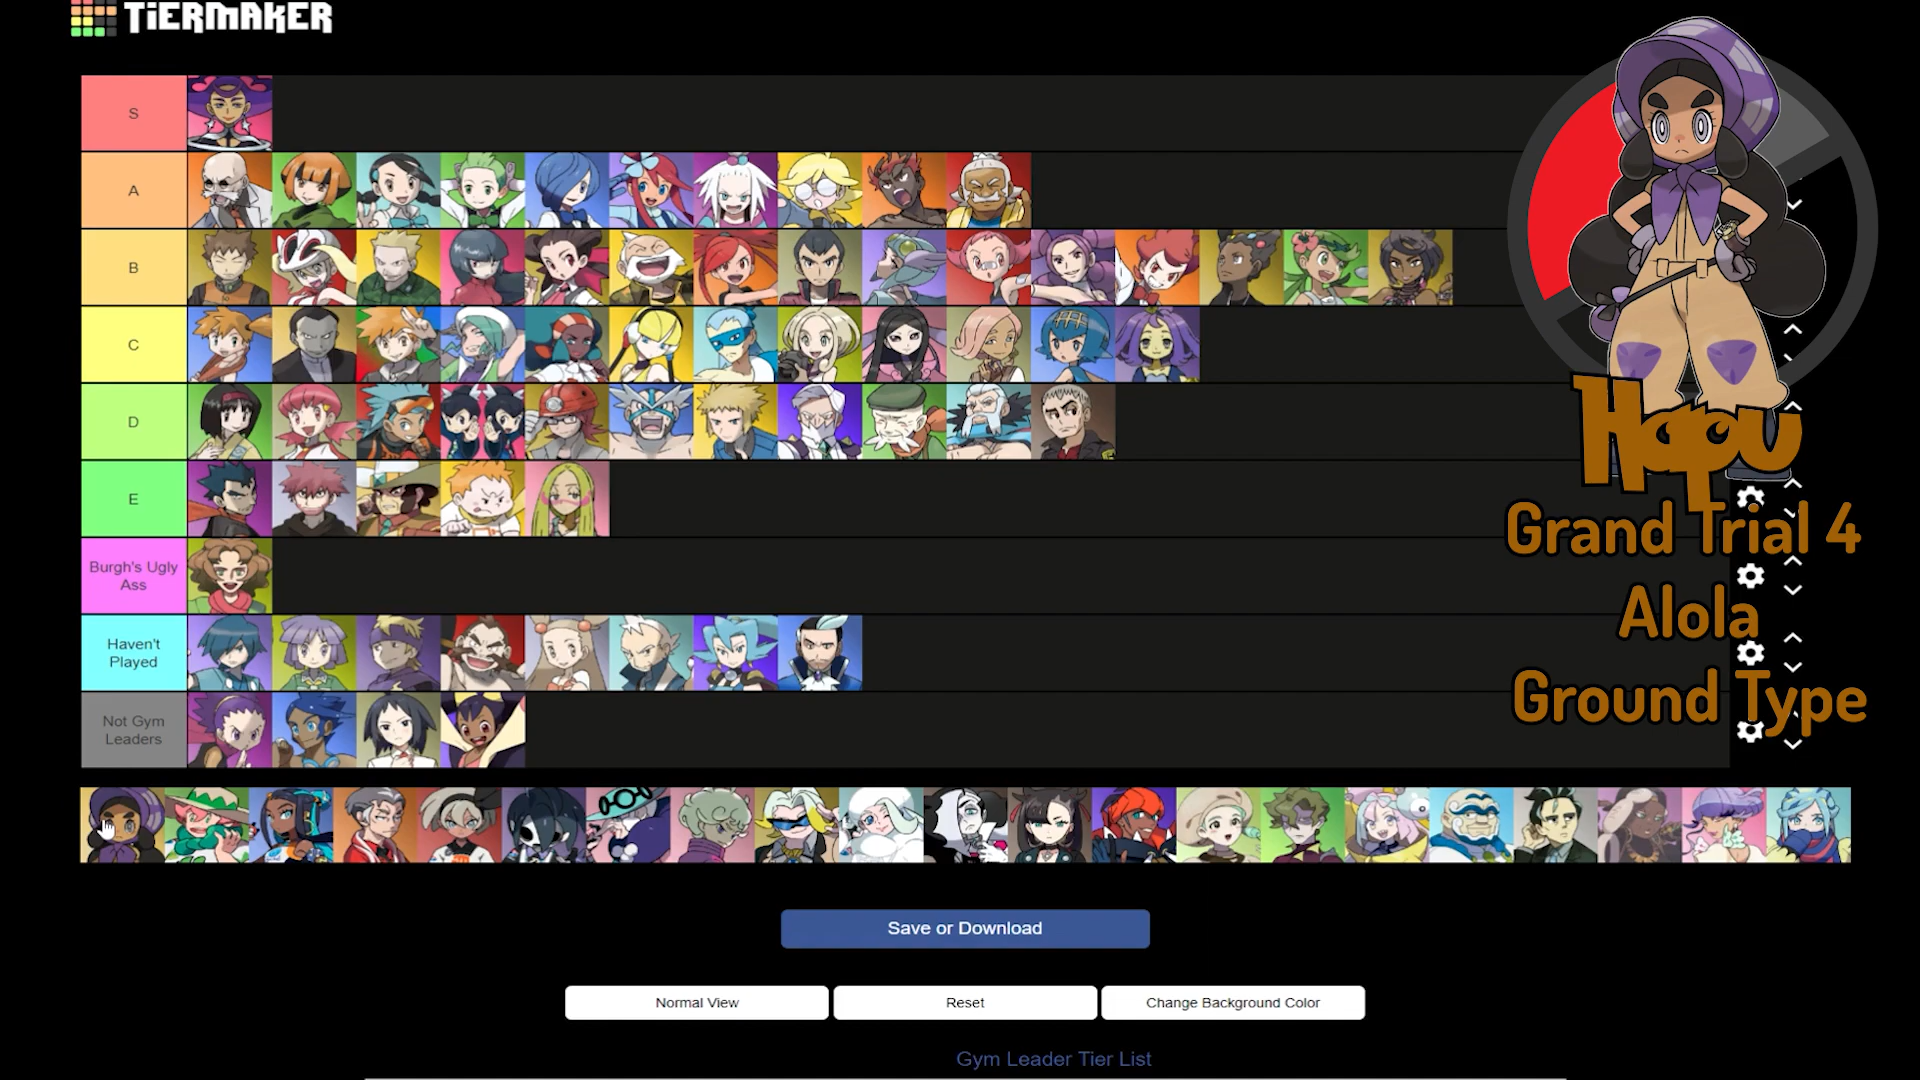 TiERMAKER
S
A
B
C
D
E
Burgh's Ugly
Ass
Haven't
Played
Not Gym
Leaders
Hapu
Grand Trial 4
Alola
Ground Type
Save or Download
Normal View
Reset
Change Background Color
Gym Leader Tier List